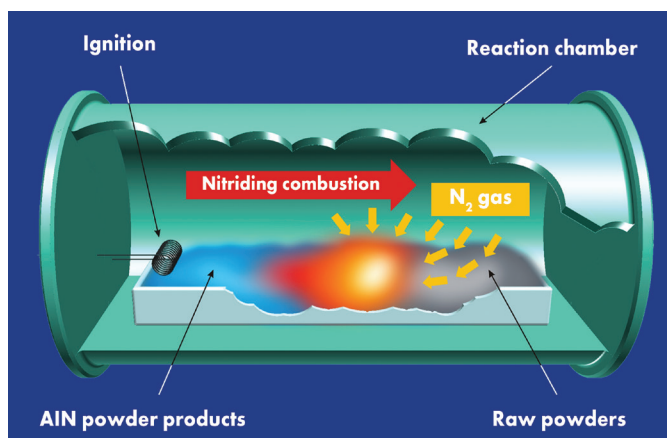 Ignition
Reaction chamber
Nitriding combustion
N₂ gas
AlN powder products
Raw powders